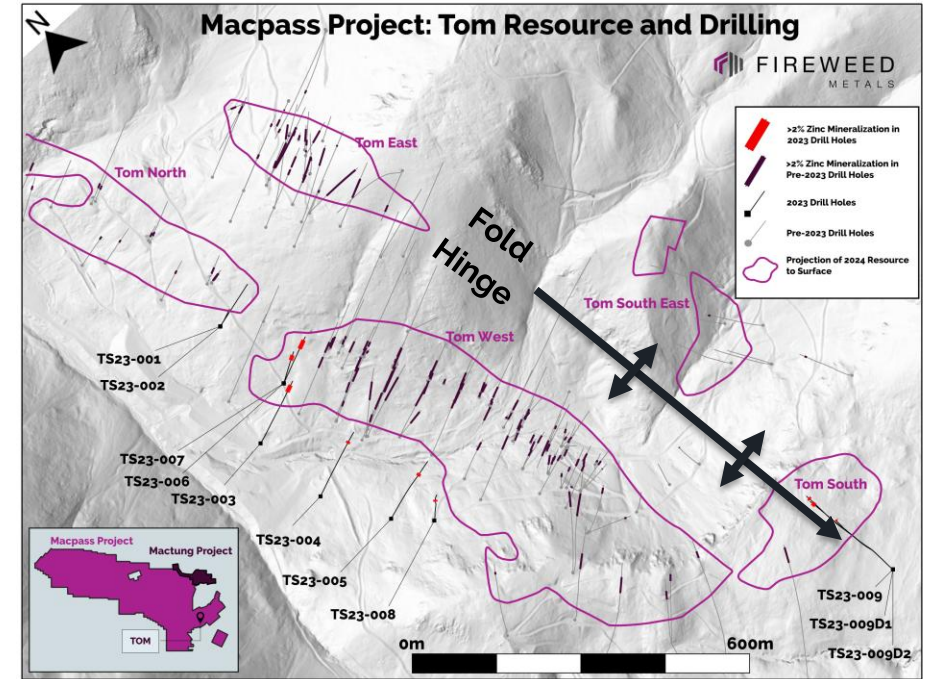 Macpass Project: Tom Resource and Drilling
N
FIREWEED
METALS
>2% Zinc Mineralization in
2023 Drill Holes
>2% Zinc Mineralization in
Pre-2023 Drill Holes
2023 Drill Holes
Pre-2023 Drill Holes
Projection of 2024 Resource
to Surface
Tom East
Tom North
Fold
Hinge
Tom South East
Tom West
TS23-001
TS23-002
TS23-007
TS23-006
TS23-003
Tom South
TS23-004
TS23-005
TS23-008
TS23-009
TS23-009D1
TS23-009D2
Macpass Project
Mactung Project
TOM
0m
600m